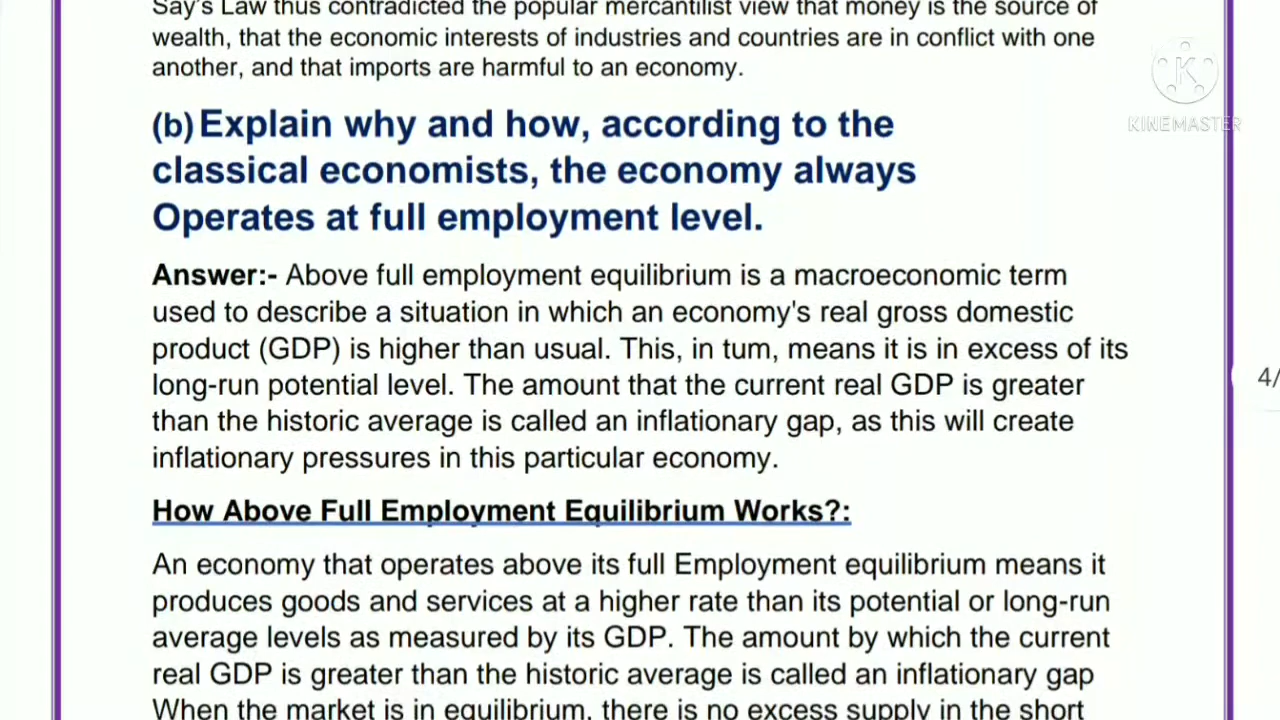 Say's Law thus contradicted the popular mercantilist view that money is the source of
wealth, that the economic interests of industries and countries are in conflict with one
another, and that imports are harmful to an economy.
KINEMASTER
(b) Explain why and how, according to the
classical economists, the economy always
Operates at full employment level.
Answer:- Above full employment equilibrium is a macroeconomic term
used to describe a situation in which an economy's real gross domestic
product (GDP) is higher than usual. This, in tum, means it is in excess of its
long-run potential level. The amount that the current real GDP is greater
4/
than the historic average is called an inflationary gap, as this will create
inflationary pressures in this particular economy.
How Above Full Employment Equilibrium Works?:
An economy that operates above its full Employment equilibrium means it
produces goods and services at a higher rate than its potential or long-run
average levels as measured by its GDP. The amount by which the current
real GDP is greater than the historic average is called an inflationary gap
When the market is in equilibrium, there is no excess supply in the short